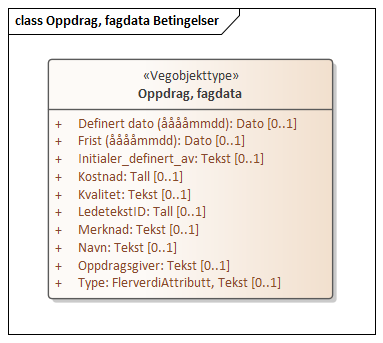 class Oppdrag, fagdata Betingelser
«Vegobjekttype»
Oppdrag, fagdata
+ Definert dato (ååååmmdd): Dato [0..1]
+ Frist (ååååmmdd): Dato [0..1]
+ Initialer_definert_av: Tekst [0..1]
+ Kostnad: Tall [0..1]
+ Kvalitet: Tekst [0..1]
+ LedetekstID: Tall [0..1]
+ Merknad: Tekst [0..1]
+ Navn: Tekst [0..1]
+ Oppdragsgiver: Tekst [0..1]
+ Type: FlerverdiAttributt, Tekst [0..1]